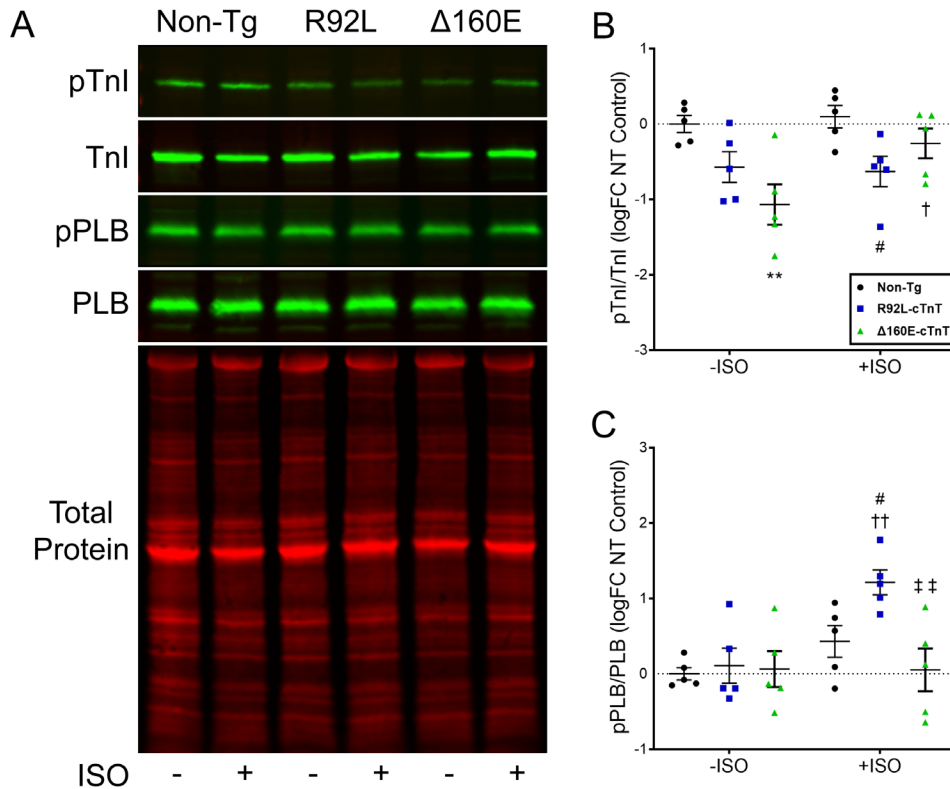 A
Non-Tg R92L Δ160E
pTnI
TnI
pPLB
PLB
Total
Protein
ISO - + - + - +
B
pTnI/TnI (logFC NT Control)
1
0
-1
-2
-3
**
#
†
Non-Tg
R92L-cTnT
Δ160E-cTnT
-ISO +ISO
C
pPLB/PLB (logFC NT Control)
3
2
1
0
-1
#
††
‡‡
-ISO +ISO